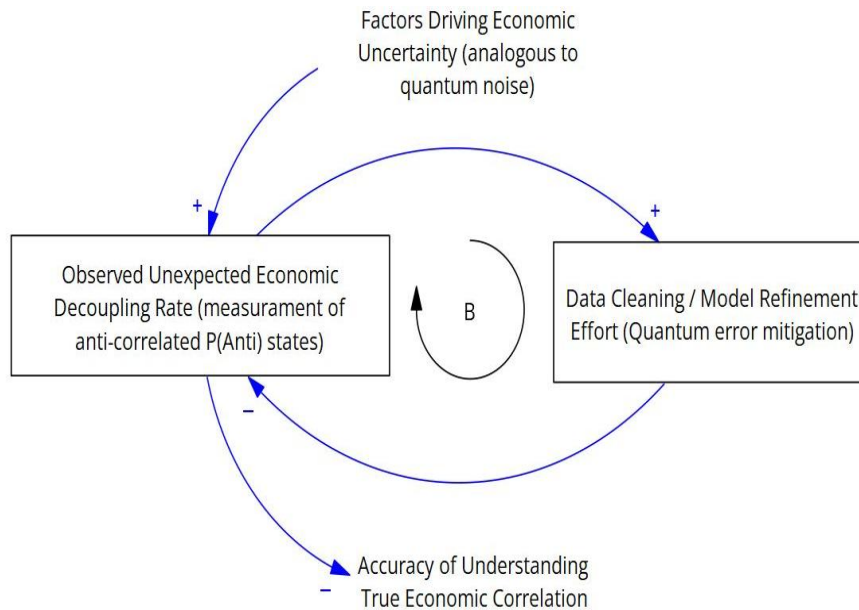 Factors Driving Economic
Uncertainty (analogous to
quantum noise)
+
+
Observed Unexpected Economic
Decoupling Rate (measurament of
anti-correlated P(Anti) states)
B
Data Cleaning / Model Refinement
Effort (Quantum error mitigation)
–
–
Accuracy of Understanding
True Economic Correlation